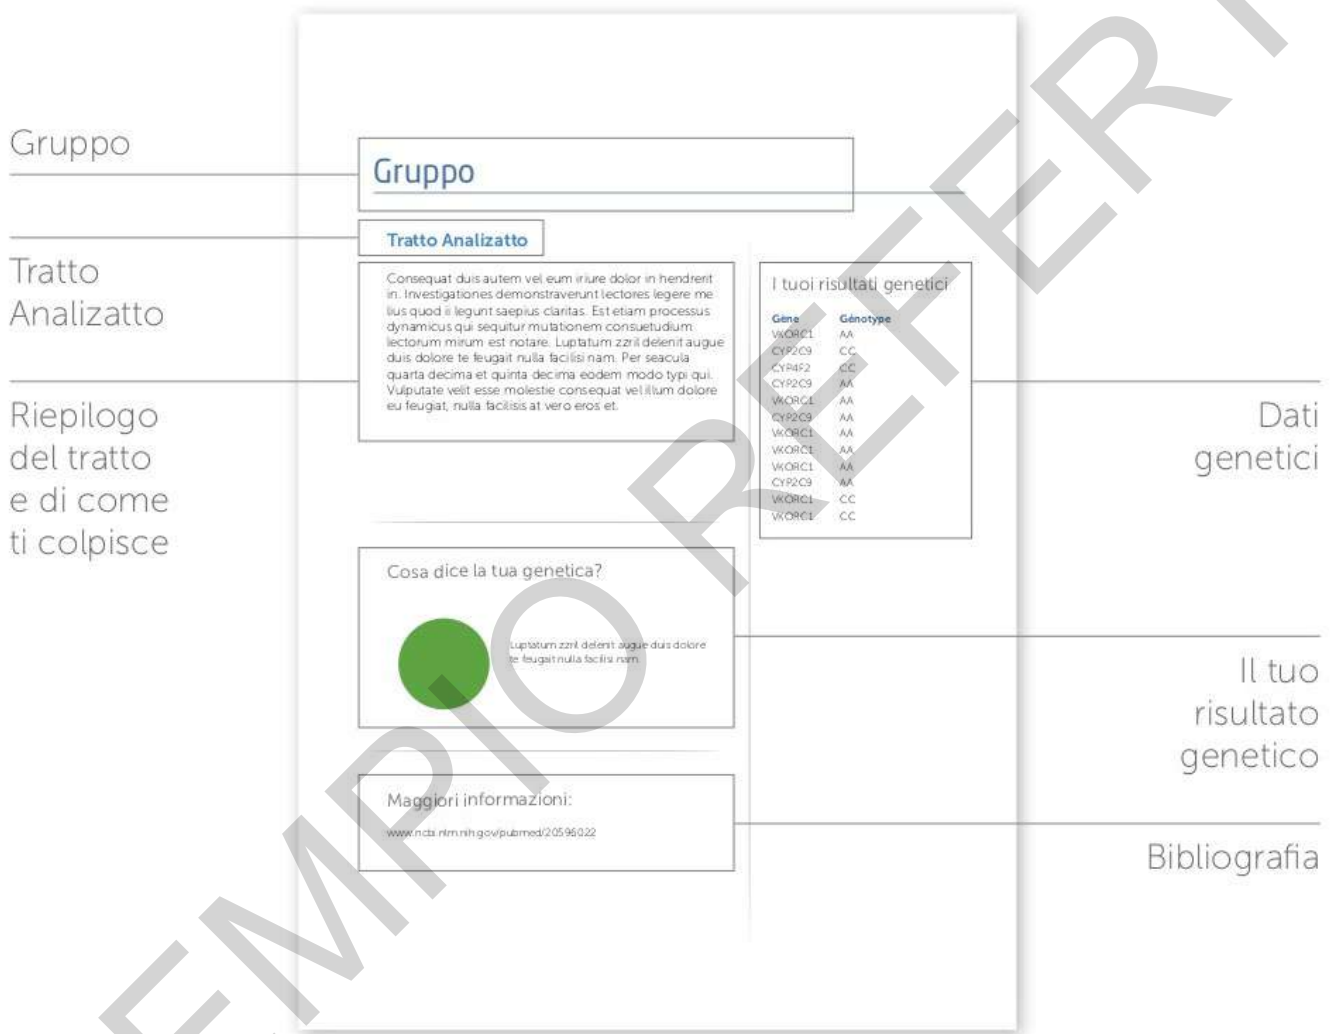 Gruppo
Tratto
Analizatto
Riepilogo
del tratto
e di come
ti colpisce
Gruppo
Tratto Analizatto
Consequat duis autem vel eum iriure dolor in hendrerit
in. Investigationes demonstraverunt lectores legere me
lius quod ii legunt saepius claritas. Est etiam processus
dynamicus qui sequitur mutationem consuetudium
lectorum mirum est notare. Luptatum zzril delenit augue
duis dolore te feugait nulla facilisi nam. Per seacula
quarta decima et quinta decima eodem modo typi qui.
Vulputate velit esse molestie consequat vel illum dolore
eu feugiat, nulla facilisis at vero eros et.
I tuoi risultati genetici
Gène Génotype
VKORC1 AA
CYP2C9 CC
CYP4F2 CC
CYP2C9 AA
VKORC1 AA
CYP2C9 AA
VKORC1 AA
VKORC1 AA
VKORC1 AA
CYP2C9 AA
VKORC1 CC
VKORC1 CC
Cosa dice la tua genetica?
Luptatum zzril delenit augue duis dolore
te feugait nulla facilisi nam.
Maggiori informazioni:
www.ncbi.nlm.nih.gov/pubmed/20596022
Dati
genetici
Il tuo
risultato
genetico
Bibliografia
EMPIO REFERT